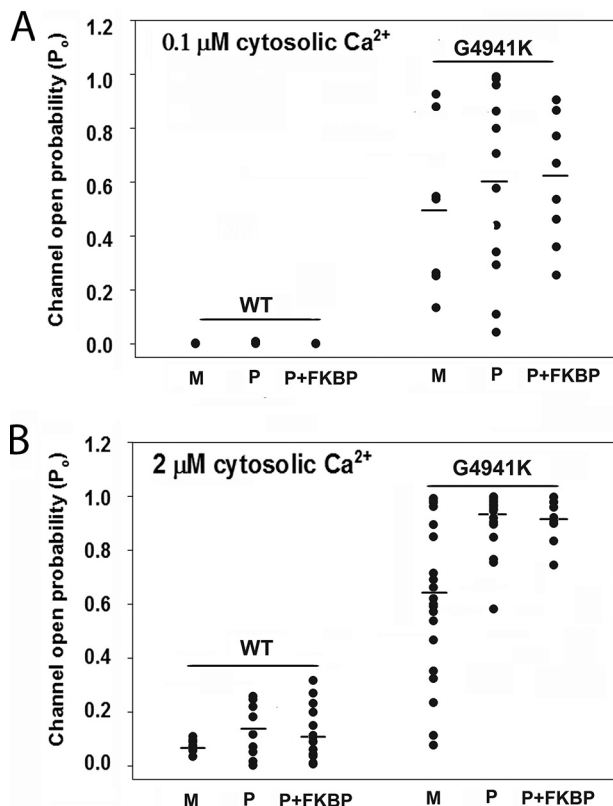 A
0.1 µM cytosolic Ca²⁺
G4941K
WT
Channel open probability (Pₒ)
1.2
1.0
0.8
0.6
0.4
0.2
0.0
M P P+FKBP M P P+FKBP
B
2 µM cytosolic Ca²⁺
G4941K
WT
Channel open probability (Pₒ)
1.2
1.0
0.8
0.6
0.4
0.2
0.0
M P P+FKBP M P P+FKBP